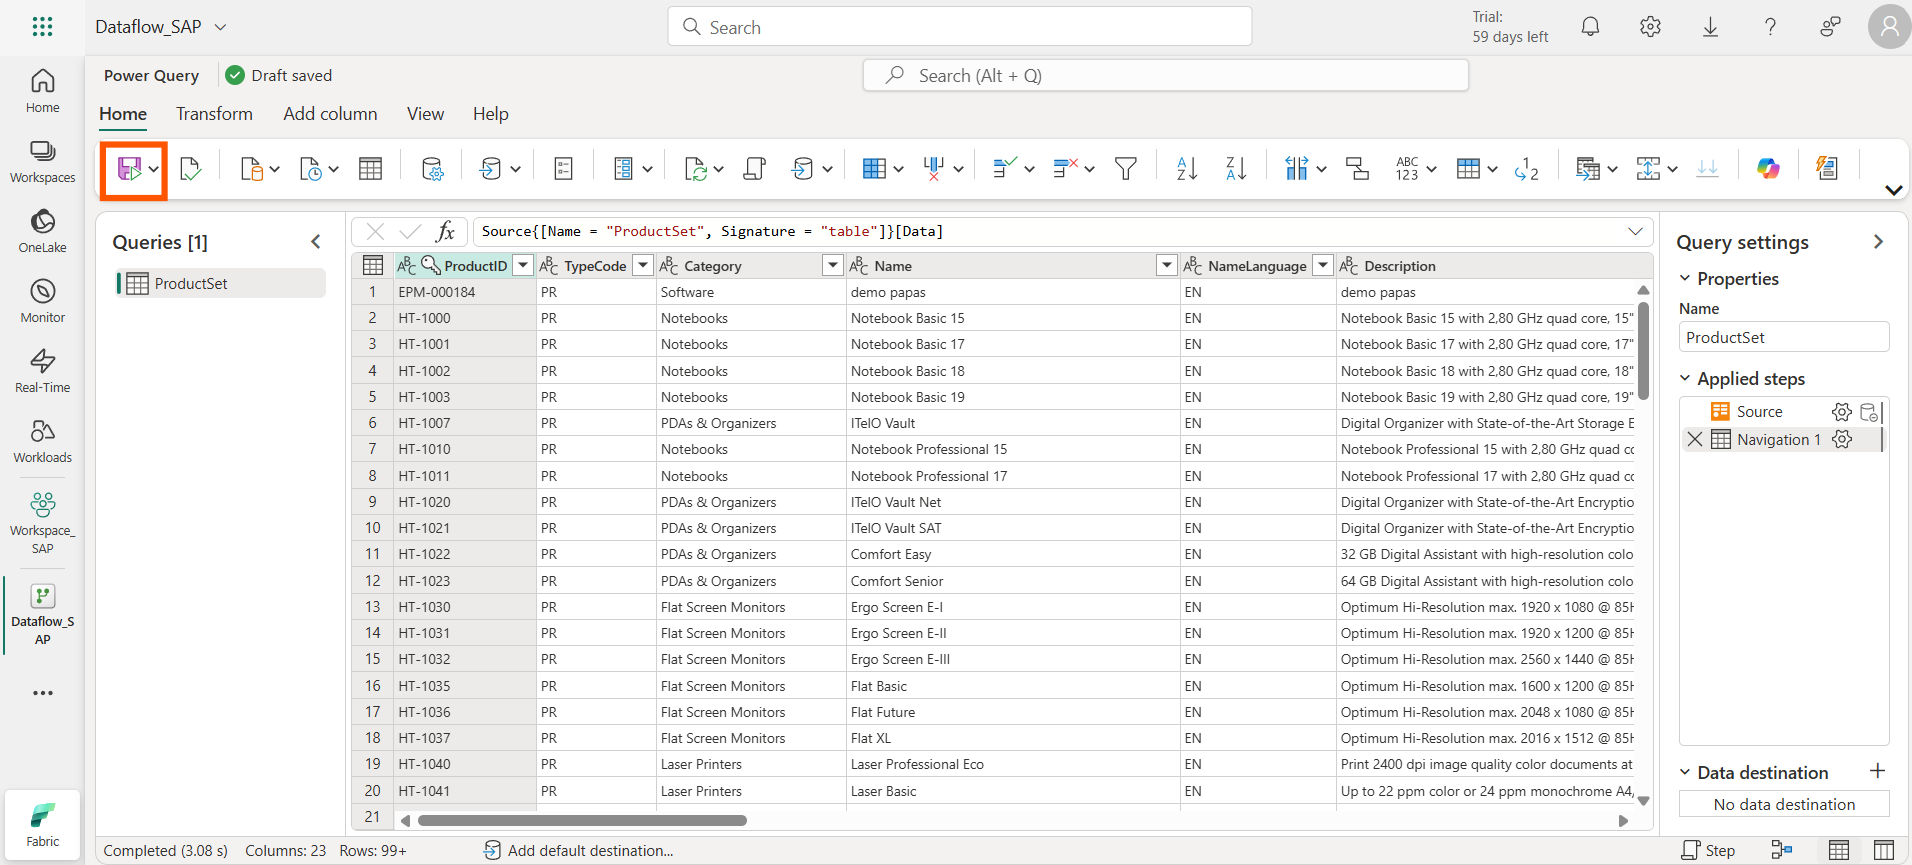 Dataflow_SAP
Search
Trial:
59 days left
Power Query
Draft saved
Search (Alt + Q)
Home Transform Add column View Help
Home
Workspaces
OneLake
Monitor
Real-Time
Workloads
Workspace_
SAP
Dataflow_S
AP
Fabric
Queries [1]
ProductSet
fx
Source{[Name = "ProductSet", Signature = "table"]}[Data]
ProductID TypeCode Category Name NameLanguage Description
1 EPM-000184 PR Software demo papas EN demo papas
2 HT-1000 PR Notebooks Notebook Basic 15 EN Notebook Basic 15 with 2,80 GHz quad core, 15"
3 HT-1001 PR Notebooks Notebook Basic 17 EN Notebook Basic 17 with 2,80 GHz quad core, 17"
4 HT-1002 PR Notebooks Notebook Basic 18 EN Notebook Basic 18 with 2,80 GHz quad core, 18"
5 HT-1003 PR Notebooks Notebook Basic 19 EN Notebook Basic 19 with 2,80 GHz quad core, 19"
6 HT-1007 PR PDAs & Organizers ITelO Vault EN Digital Organizer with State-of-the-Art Storage E
7 HT-1010 PR Notebooks Notebook Professional 15 EN Notebook Professional 15 with 2,80 GHz quad co
8 HT-1011 PR Notebooks Notebook Professional 17 EN Notebook Professional 17 with 2,80 GHz quad co
9 HT-1020 PR PDAs & Organizers ITelO Vault Net EN Digital Organizer with State-of-the-Art Encryptio
10 HT-1021 PR PDAs & Organizers ITelO Vault SAT EN Digital Organizer with State-of-the-Art Encryptio
11 HT-1022 PR PDAs & Organizers Comfort Easy EN 32 GB Digital Assistant with high-resolution colo
12 HT-1023 PR PDAs & Organizers Comfort Senior EN 64 GB Digital Assistant with high-resolution colo
13 HT-1030 PR Flat Screen Monitors Ergo Screen E-I EN Optimum Hi-Resolution max. 1920 x 1080 @ 85H
14 HT-1031 PR Flat Screen Monitors Ergo Screen E-II EN Optimum Hi-Resolution max. 1920 x 1200 @ 85H
15 HT-1032 PR Flat Screen Monitors Ergo Screen E-III EN Optimum Hi-Resolution max. 2560 x 1440 @ 85H
16 HT-1035 PR Flat Screen Monitors Flat Basic EN Optimum Hi-Resolution max. 1600 x 1200 @ 85H
17 HT-1036 PR Flat Screen Monitors Flat Future EN Optimum Hi-Resolution max. 2048 x 1080 @ 85H
18 HT-1037 PR Flat Screen Monitors Flat XL EN Optimum Hi-Resolution max. 2016 x 1512 @ 85H
19 HT-1040 PR Laser Printers Laser Professional Eco EN Print 2400 dpi image quality color documents at
20 HT-1041 PR Laser Printers Laser Basic EN Up to 22 ppm color or 24 ppm monochrome A4,
21
Query settings
Properties
Name
ProductSet
Applied steps
Source
Navigation 1
Data destination
No data destination
Completed (3.08 s) Columns: 23 Rows: 99+
Add default destination...
Step